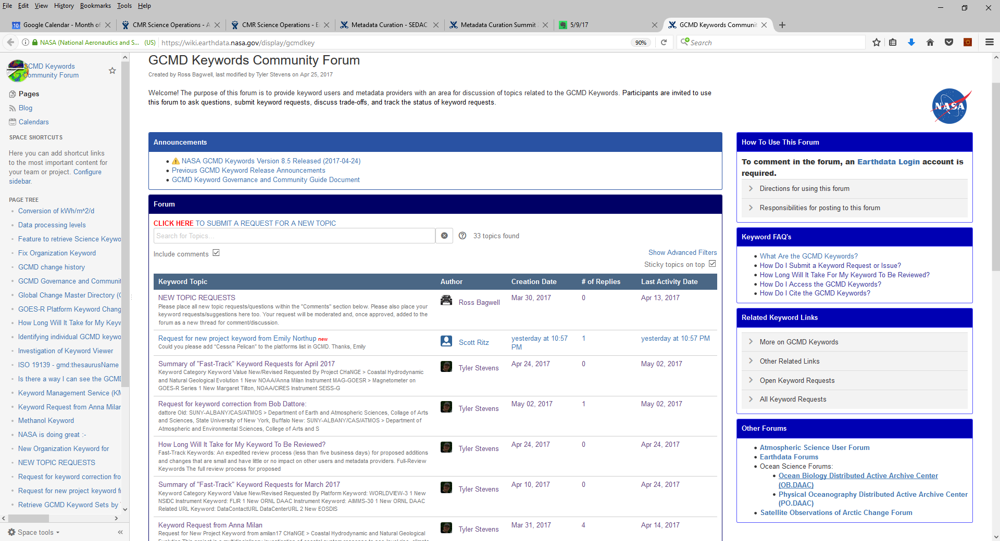 File Edit View History Bookmarks Tools Help
10 Google Calendar - Month of
CMR Science Operations - A
CMR Science Operations - E
Metadata Curation - SEDAC
Metadata Curation Summit
5/9/17
GCMD Keywords Communit
NASA (National Aeronautics and S... (US) https://wiki.earthdata.nasa.gov/display/gcmdkey 90% Search
GCMD Keywords
Community Forum
Pages
Blog
Calendars
SPACE SHORTCUTS
Here you can add shortcut links
to the most important content for
your team or project. Configure
sidebar.
PAGE TREE
Conversion of kWh/m^2/d
Data processing levels
Feature to retrieve Science Keywo
Fix Organization Keyword
GCMD change history
GCMD Governance and Communit
Global Change Master Directory (G
GOES-R Platform Keyword Chang
How Long Will It Take for My Keyw
Identifying individual GCMD keywo
Investigation of Keyword Viewer
ISO 19139 - gmd:thesaurusName
Is there a way I can see the GCMD
Keyword Management Service (KM
Keyword Request from Anna Milan
Methanol Keyword
NASA is doing great :-
New Organization Keyword for
NEW TOPIC REQUESTS
Request for keyword correction fro
Request for new project keyword f
Retrieve GCMD Keyword Sets by
Space tools
GCMD Keywords Community Forum
Created by Ross Bagwell, last modified by Tyler Stevens on Apr 25, 2017
Welcome! The purpose of this forum is to provide keyword users and metadata providers with an area for discussion of topics related to the GCMD Keywords. Participants are invited to use
this forum to ask questions, submit keyword requests, discuss trade-offs, and track the status of keyword requests.
NASA
Announcements
NASA GCMD Keywords Version 8.5 Released (2017-04-24)
Previous GCMD Keyword Release Announcements
GCMD Keyword Governance and Community Guide Document
Forum
CLICK HERE TO SUBMIT A REQUEST FOR A NEW TOPIC
Search for Topics... 33 topics found
Include comments
Show Advanced Filters
Sticky topics on top
Keyword Topic Author Creation Date # of Replies Last Activity Date
NEW TOPIC REQUESTS Ross Bagwell Mar 30, 2017 0 Apr 13, 2017
Please place all new topic requests/questions within the "Comments" section below. Please also place your
keyword requests/suggestions here too. Your request will be moderated and, once approved, added to the
forum as a new thread for comment/discussion.
Request for new project keyword from Emily Northup new Scott Ritz yesterday at 10:57 PM 1 yesterday at 10:57 PM
Could you please add “Cessna Pelican” to the platforms list in GCMD. Thanks, Emily
Summary of "Fast-Track" Keyword Requests for April 2017 Tyler Stevens Apr 24, 2017 0 May 02, 2017
Keyword Category Keyword Value New/Revised Requested By Project CHaNGE > Coastal Hydrodynamic
and Natural Geological Evolution 1 New NOAA/Anna Milan Instrument MAG-GOESR > Magnetometer on
GOES-R Series 1 New Margaret Tilton, NOAA/CIRES Instrument SEISS-G
Request for keyword correction from Bob Dattore: Tyler Stevens May 02, 2017 1 May 02, 2017
dattore Old: SUNY-ALBANY/CAS/ATMOS > Department of Earth and Atmospheric Sciences, Collage of Arts
and Sciences, State University of New York, Buffalo New: SUNY-ALBANY/CAS/ATMOS > Department of
Atmospheric and Environmental Sciences, College of Arts and S
How Long Will It Take for My Keyword To Be Reviewed? Tyler Stevens Apr 24, 2017 0 Apr 24, 2017
Fast-Track Keywords: An expedited review process (less than five business days) for proposed additions
and changes that are small and have little or no impact on other users and metadata providers. Full-Review
Keywords The full review process for proposed
Summary of "Fast-Track" Keyword Requests for March 2017 Tyler Stevens Apr 10, 2017 0 Apr 24, 2017
Keyword Category Keyword Value New/Revised Requested By Platform Keyword: WORLDVIEW-3 1 New
NSIDC Instrument Keyword: FLIR 1 New ORNL DAAC Instrument Keyword: AIMMS-30 1 New ORNL DAAC
Related URL Keyword: DataContactURL DataCenterURL 2 New EOSDIS
Keyword Request from Anna Milan Tyler Stevens Mar 31, 2017 4 Apr 14, 2017
Request for New Project Keyword from amilan17 CHaNGE > Coastal Hydrodynamic and Natural Geological
How To Use This Forum
To comment in the forum, an Earthdata Login account is
required.
Directions for using this forum
Responsibilities for posting to this forum
Keyword FAQ's
What Are the GCMD Keywords?
How Do I Submit a Keyword Request or Issue?
How Long Will It Take For My Keyword To Be Reviewed?
How Do I Access the GCMD Keywords?
How Do I Cite the GCMD Keywords?
Related Keyword Links
More on GCMD Keywords
Other Related Links
Open Keyword Requests
All Keyword Requests
Other Forums
Atmospheric Science User Forum
Earthdata Forums
Ocean Science Forums:
Ocean Biology Distributed Active Archive Center
(OB.DAAC)
Physical Oceanography Distributed Active Archive Center
(PO.DAAC)
Satellite Observations of Arctic Change Forum